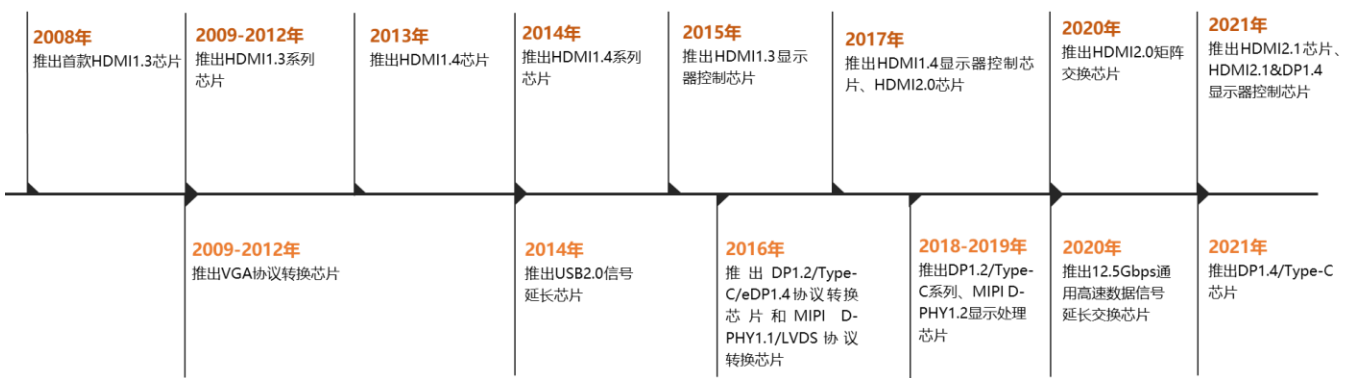 2008年
推出首款HDMI1.3芯片
2009-2012年
推出HDMI1.3系列
芯片
2013年
推出HDMI1.4芯片
2014年
推出HDMI1.4系列
芯片
2015年
推出HDMI1.3显示
器控制芯片
2017年
推出HDMI1.4显示器控制芯
片、HDMI2.0芯片
2020年
推出HDMI2.0矩阵
交换芯片
2021年
推出HDMI2.1芯片、
HDMI2.1&DP1.4
显示器控制芯片
2009-2012年
推出VGA协议转换芯片
2014年
推出USB2.0信号
延长芯片
2016年
推出DP1.2/Type-
C/eDP1.4协议转换
芯片和MIPI D-
PHY1.1/LVDS协议
转换芯片
2018-2019年
推出DP1.2/Type-
C系列、MIPI D-
PHY1.2显示处理
芯片
2020年
推出12.5Gbps通
用高速数据信号
延长交换芯片
2021年
推出DP1.4/Type-C
芯片